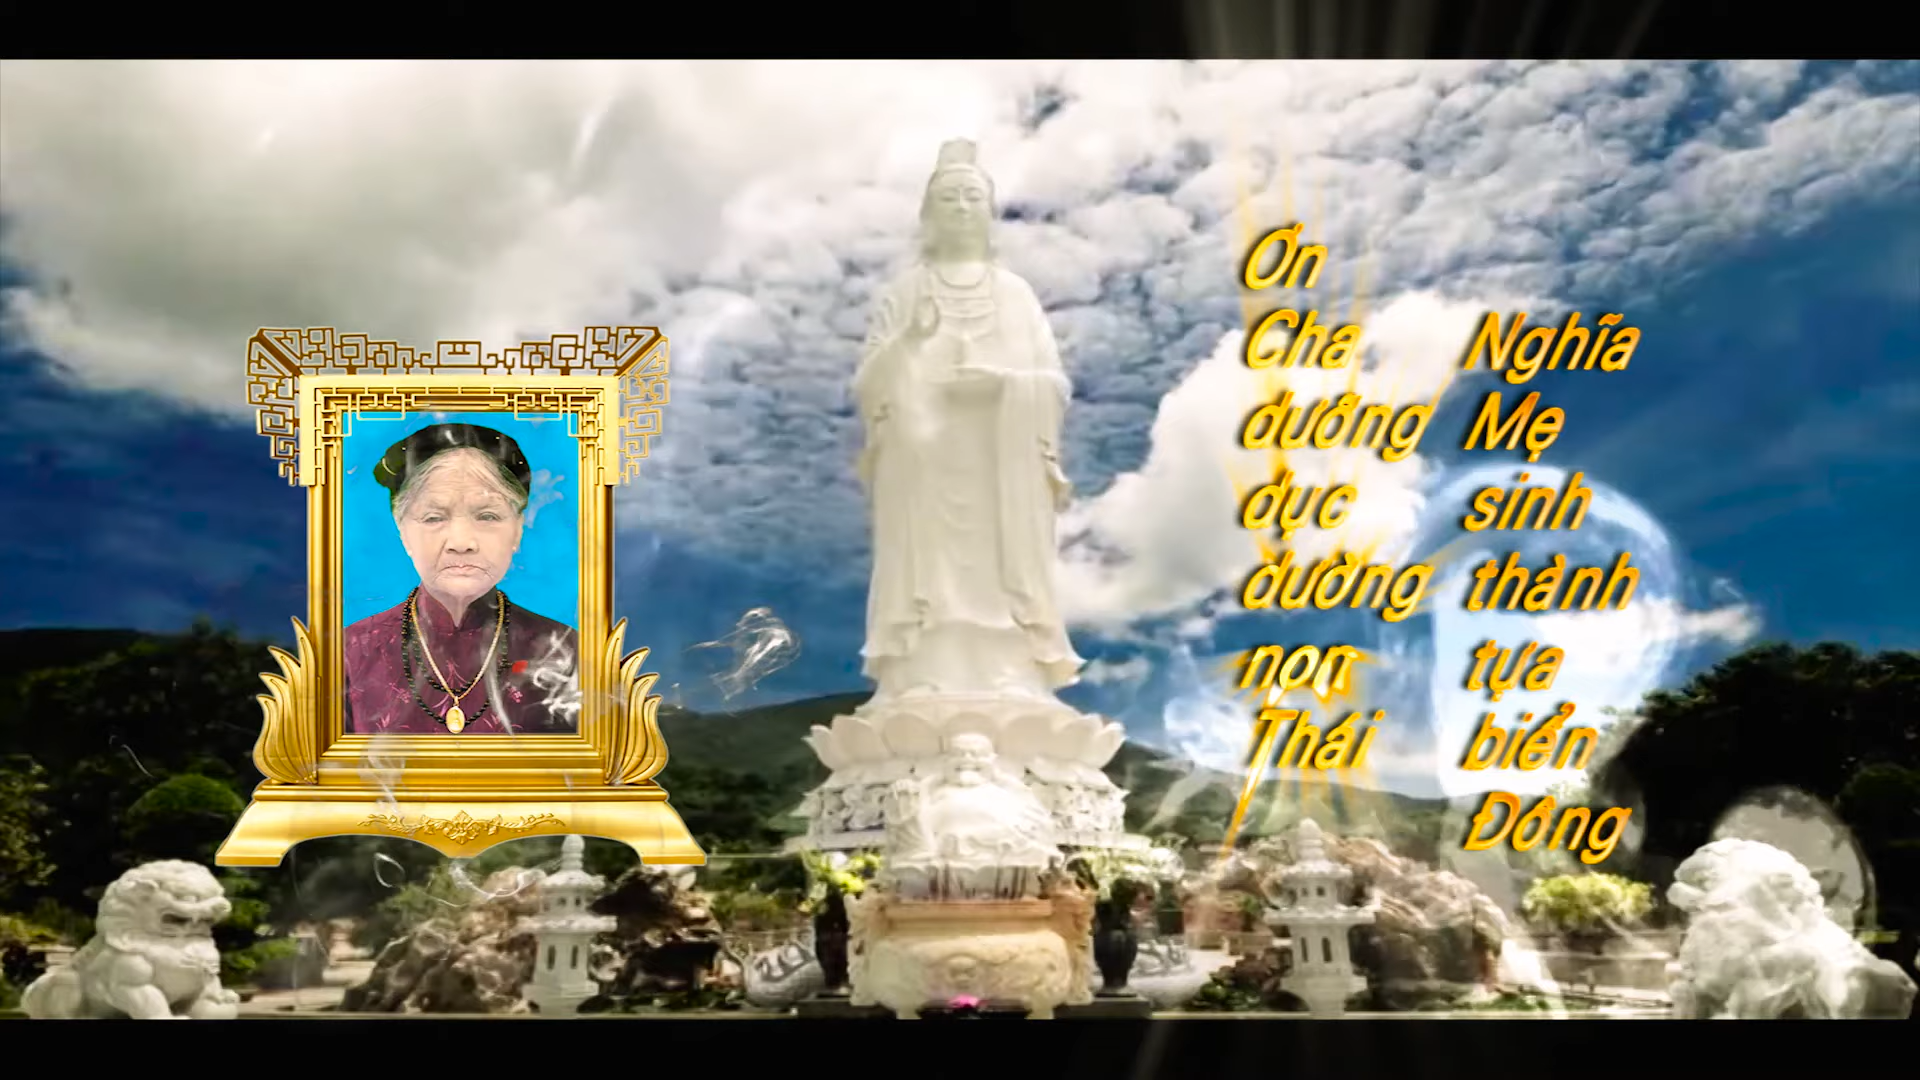 Ơn
Cha
dưỡng
dục
dường
non
Thái
Nghĩa
Mẹ
sinh
thành
tựa
biển
Đông